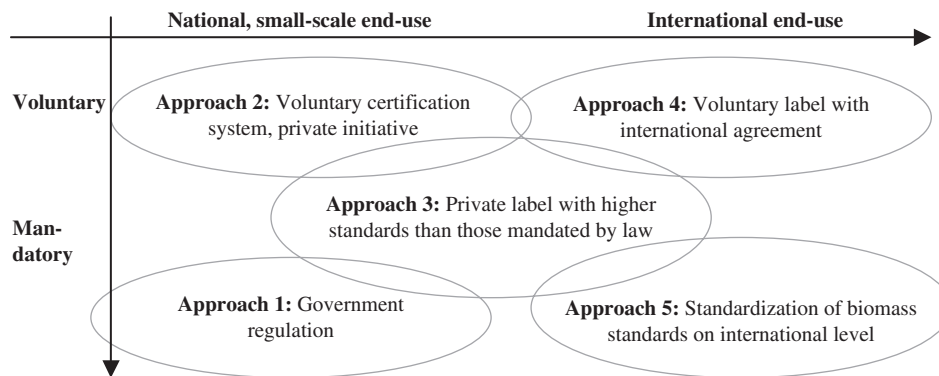 National, small-scale end-use
International end-use
Voluntary
Approach 2: Voluntary certification
system, private initiative
Approach 4: Voluntary label with
international agreement
Approach 3: Private label with higher
standards than those mandated by law
Man-
datory
Approach 1: Government
regulation
Approach 5: Standardization of biomass
standards on international level